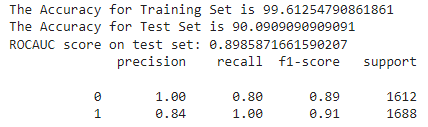 The Accuracy for Training Set is 99.61254790861861
The Accuracy for Test Set is 90.0909090909091
ROCAUC score on test set: 0.8985871661590207
precision recall f1-score support
0 1.00 0.80 0.89 1612
1 0.84 1.00 0.91 1688